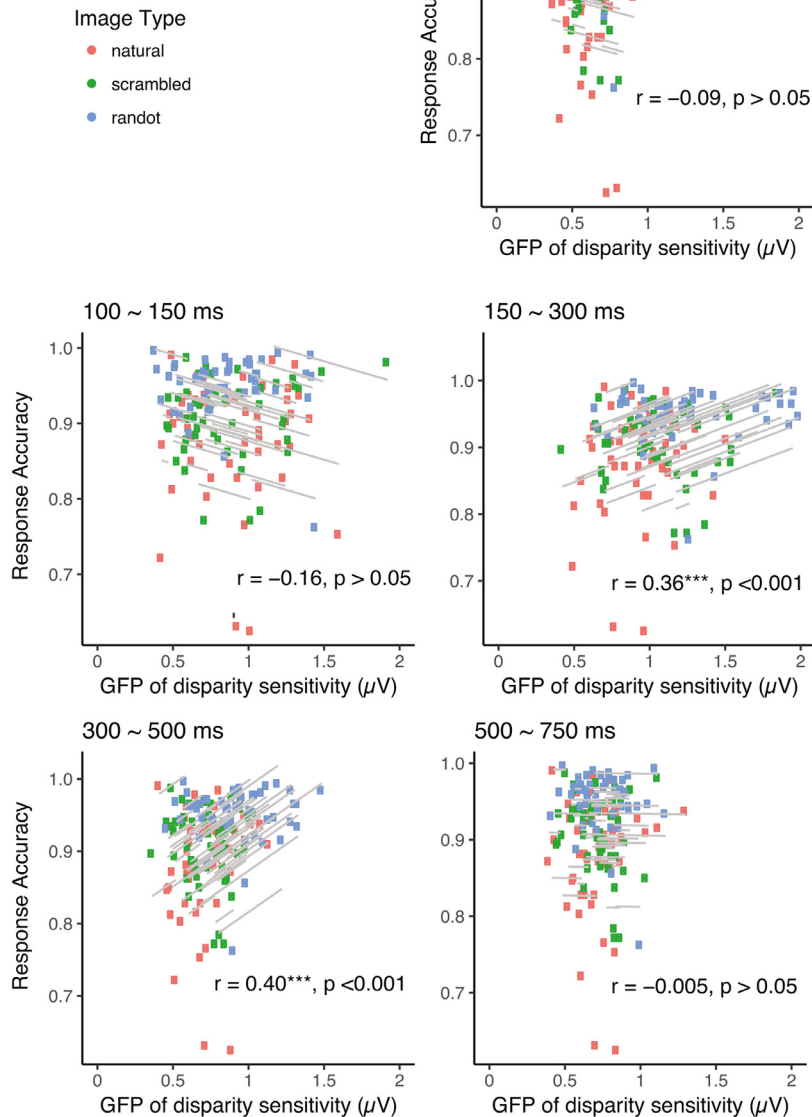 Image Type
natural
scrambled
randot
Response Accu
0.8
0.7
r = −0.09, p > 0.05
0
0.5
1
1.5
2
GFP of disparity sensitivity (µV)
100 ~ 150 ms
Response Accuracy
1.0
0.9
0.8
0.7
r = −0.16, p > 0.05
0
0.5
1
1.5
2
GFP of disparity sensitivity (µV)
150 ~ 300 ms
1.0
0.9
0.8
0.7
r = 0.36***, p <0.001
0
0.5
1
1.5
2
GFP of disparity sensitivity (µV)
300 ~ 500 ms
Response Accuracy
1.0
0.9
0.8
0.7
r = 0.40***, p <0.001
0
0.5
1
1.5
2
GFP of disparity sensitivity (µV)
500 ~ 750 ms
1.0
0.9
0.8
0.7
r = −0.005, p > 0.05
0
0.5
1
1.5
2
GFP of disparity sensitivity (µV)